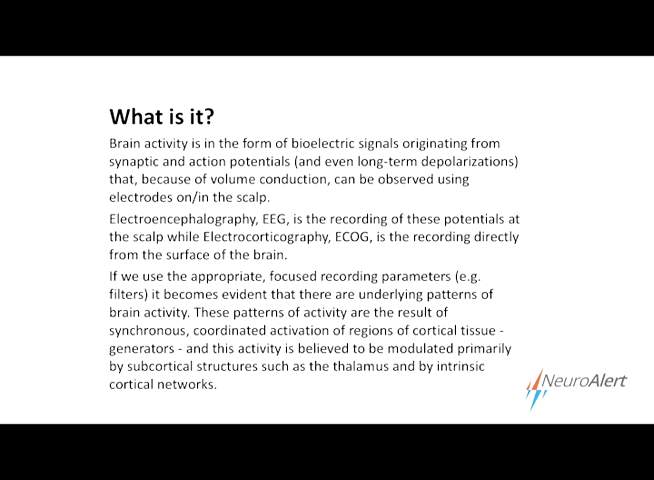 What is it?
Brain activity is in the form of bioelectric signals originating from
synaptic and action potentials (and even long-term depolarizations)
that, because of volume conduction, can be observed using
electrodes on/in the scalp.
Electroencephalography, EEG, is the recording of these potentials at
the scalp while Electrocorticography, ECOG, is the recording directly
from the surface of the brain.
If we use the appropriate, focused recording parameters (e.g.
filters) it becomes evident that there are underlying patterns of
brain activity. These patterns of activity are the result of
synchronous, coordinated activation of regions of cortical tissue -
generators - and this activity is believed to be modulated primarily
by subcortical structures such as the thalamus and by intrinsic
cortical networks.
NeuroAlert